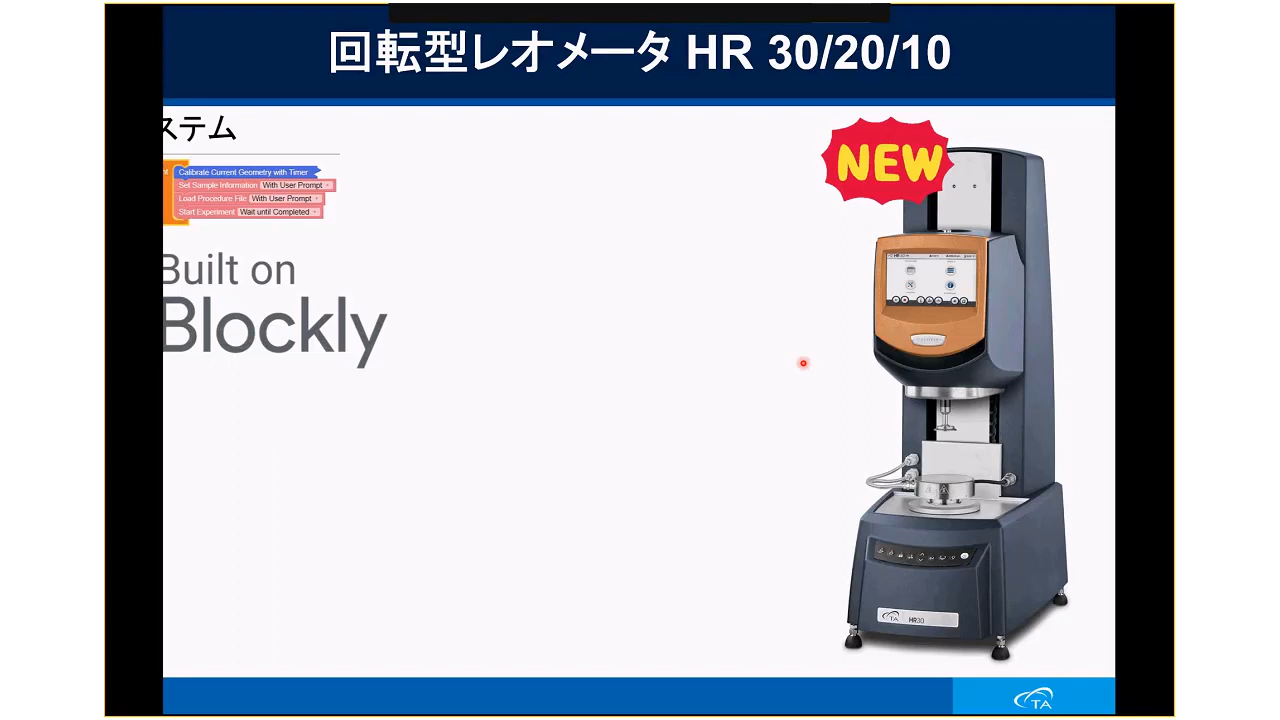 回転型レオメータ HR 30/20/10
ステム
NEW
nt
Calibrate Current Geometry with Timer
Set Sample Information With User Prompt
Load Procedure File With User Prompt
Start Experiment Wait until Completed
Built on
Blockly
TA HR30
TA